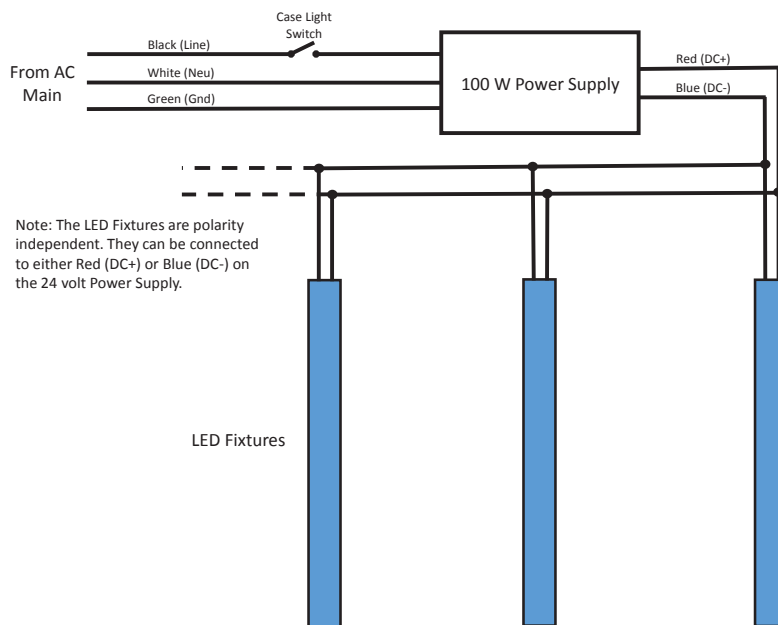 Case Light
Switch
Black (Line)
White (Neu)
Green (Gnd)
From AC
Main
100 W Power Supply
Red (DC+)
Blue (DC-)
Note: The LED Fixtures are polarity
independent. They can be connected
to either Red (DC+) or Blue (DC-) on
the 24 volt Power Supply.
LED Fixtures